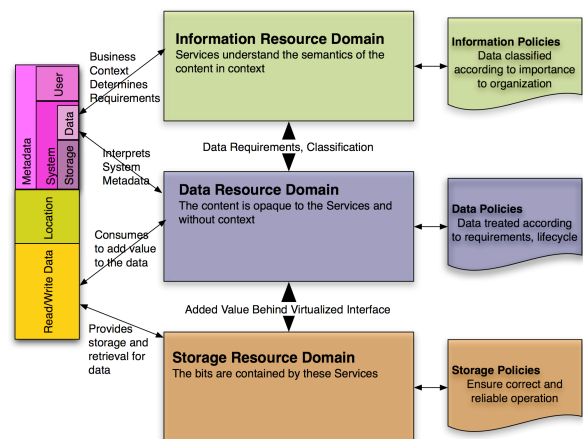 Information Resource Domain
Services understand the semantics of the
content in context
Information Policies
Data classified
according to importance
to organization
Business
Context
Determines
Requirements
User
Data
Storage
System
Metadata
Location
Read/Write Data
Data Requirements, Classification
Interprets
System
Metadata
Data Resource Domain
The content is opaque to the Services and
without context
Data Policies
Data treated according
to requirements, lifecycle
Consumes
to add value
to the data
Added Value Behind Virtualized Interface
Provides
storage and
retrieval for
data
Storage Resource Domain
The bits are contained by these Services
Storage Policies
Ensure correct and
reliable operation